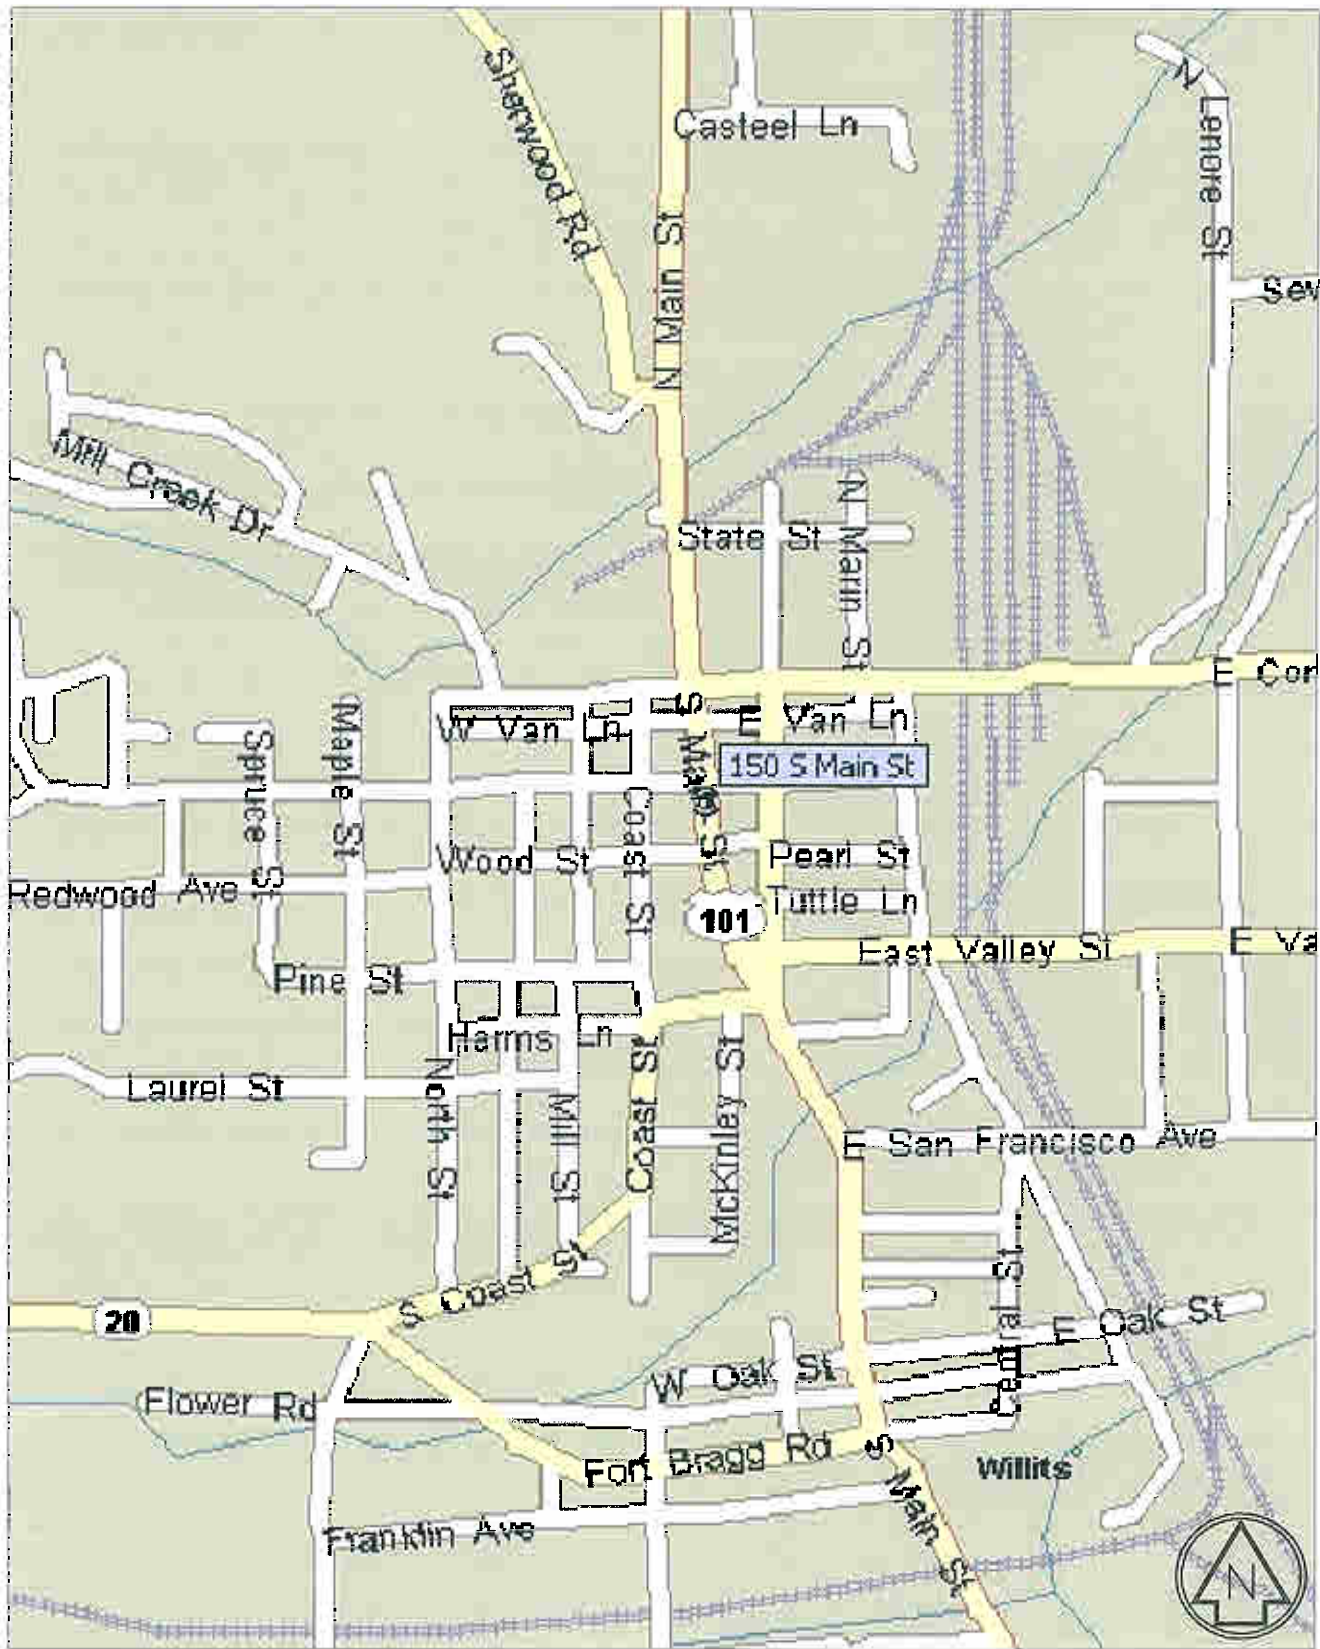 Sherwood Rd
N Main St
Casteel Ln
N Lenore St
Mill Creek Dr
State St
N Marin St
W Van Ln
E Van Ln
S Main St
150 S Main St
Spruce St
Maple St
Coast St
Wood St
Pearl St
Redwood Ave
Tuttle Ln
101
East Valley St
Pine St
Harms Ln
Laurel St
North St
Mill St
Coast St
McKinley St
E San Francisco Ave
S Coast St
20
Central St
E Oak St
W Oak St
Flower Rd
Fort Bragg Rd
S Main St
Willits
Franklin Ave
N